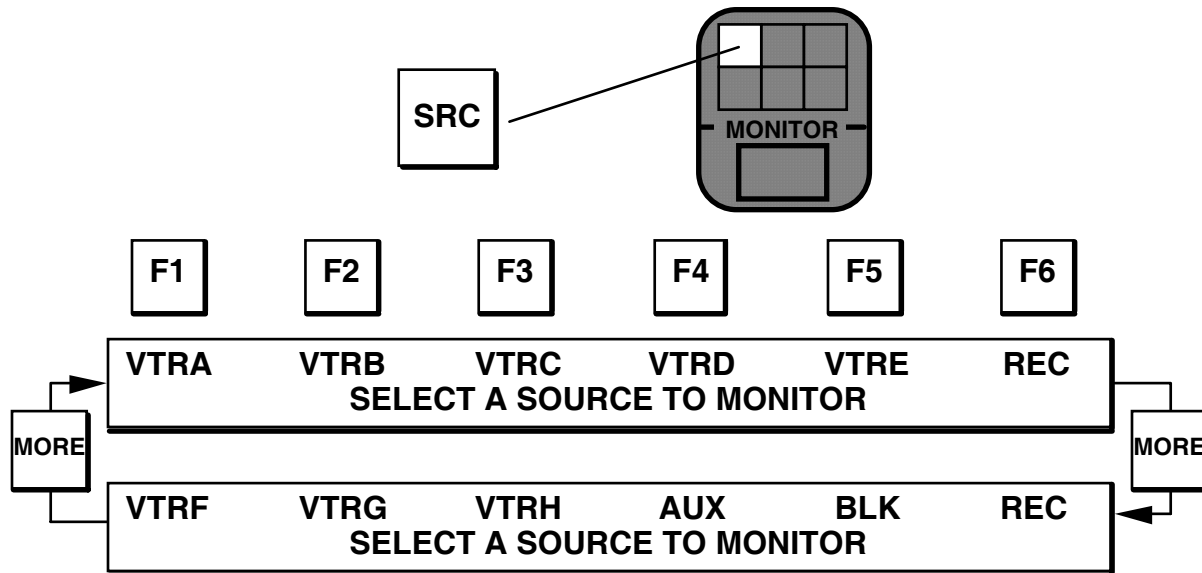 SRC
MONITOR
F1 F2 F3 F4 F5 F6
VTRA VTRB VTRC VTRD VTRE REC
SELECT A SOURCE TO MONITOR
MORE MORE
VTRF VTRG VTRH AUX BLK REC
SELECT A SOURCE TO MONITOR